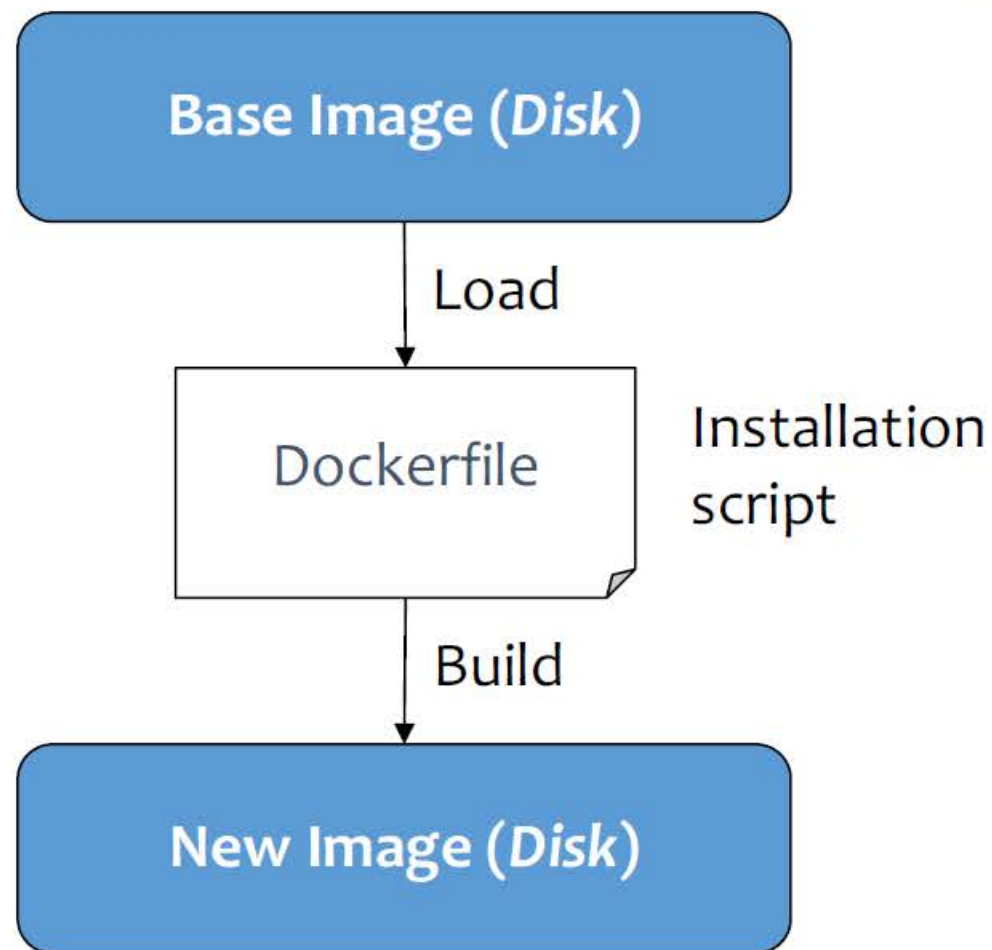 Base Image (Disk)
Load
Dockerfile
Installation
script
Build
New Image (Disk)